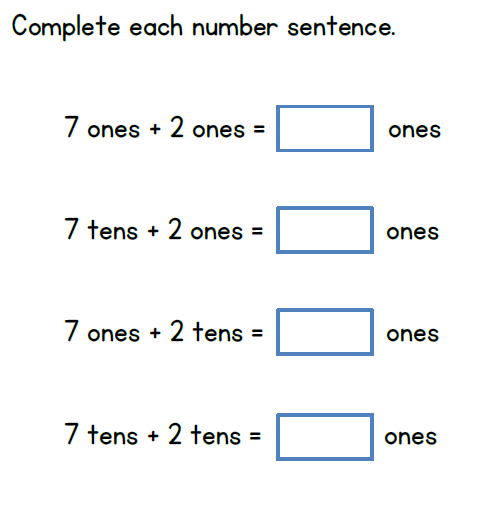 Complete each number sentence.
7 ones + 2 ones = ones
7 tens + 2 ones = ones
7 ones + 2 tens = ones
7 tens + 2 tens = ones